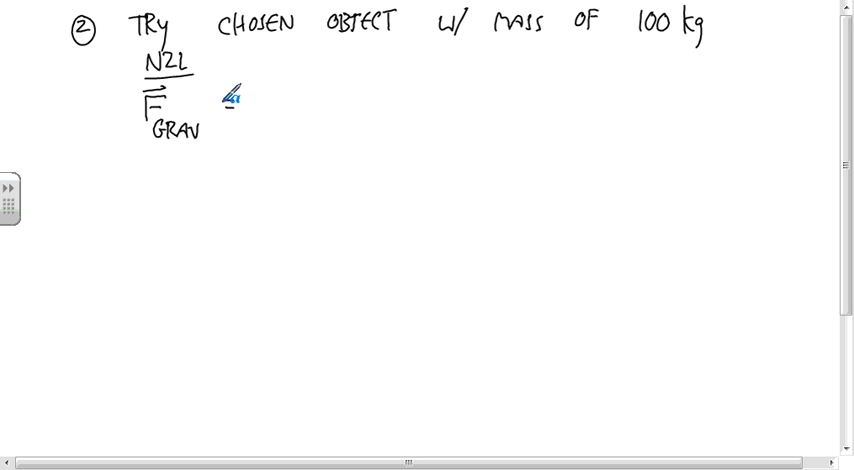 ② TRY CHOSEN OBJECT W/ MASS OF 100 kg
N2L
F⃗ GRAV =